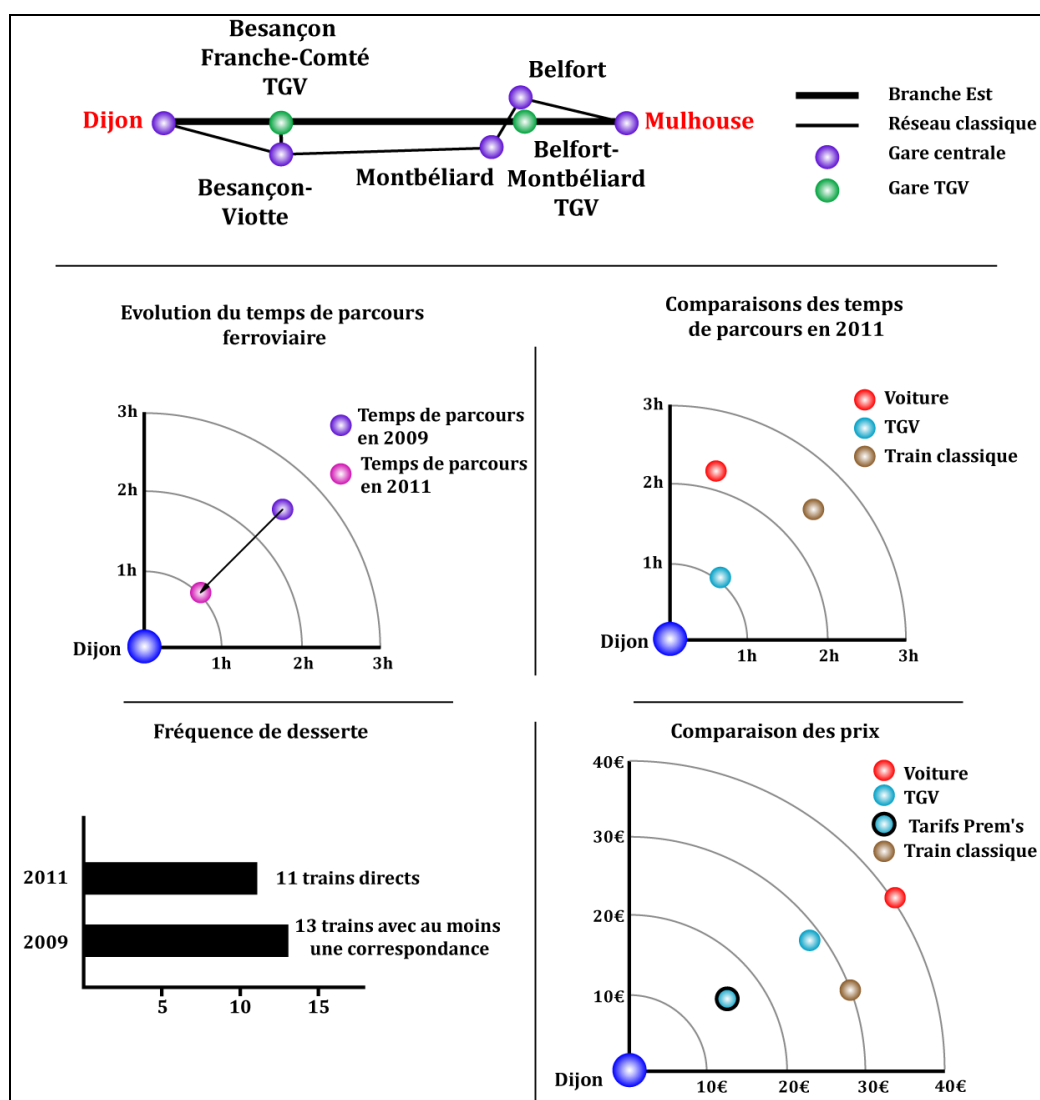 Besançon
Franche-Comté
TGV
Belfort
Dijon
Mulhouse
Besançon-
Viotte
Montbéliard
Belfort-
Montbéliard
TGV
Branche Est
Réseau classique
Gare centrale
Gare TGV
Evolution du temps de parcours
ferroviaire
3h
2h
1h
Dijon
1h
2h
3h
Temps de parcours
en 2009
Temps de parcours
en 2011
Comparaisons des temps
de parcours en 2011
3h
2h
1h
Dijon
1h
2h
3h
Voiture
TGV
Train classique
Fréquence de desserte
2011
11 trains directs
2009
13 trains avec au moins
une correspondance
5
10
15
Comparaison des prix
40€
30€
20€
10€
Dijon
10€
20€
30€
40€
Voiture
TGV
Tarifs Prem's
Train classique